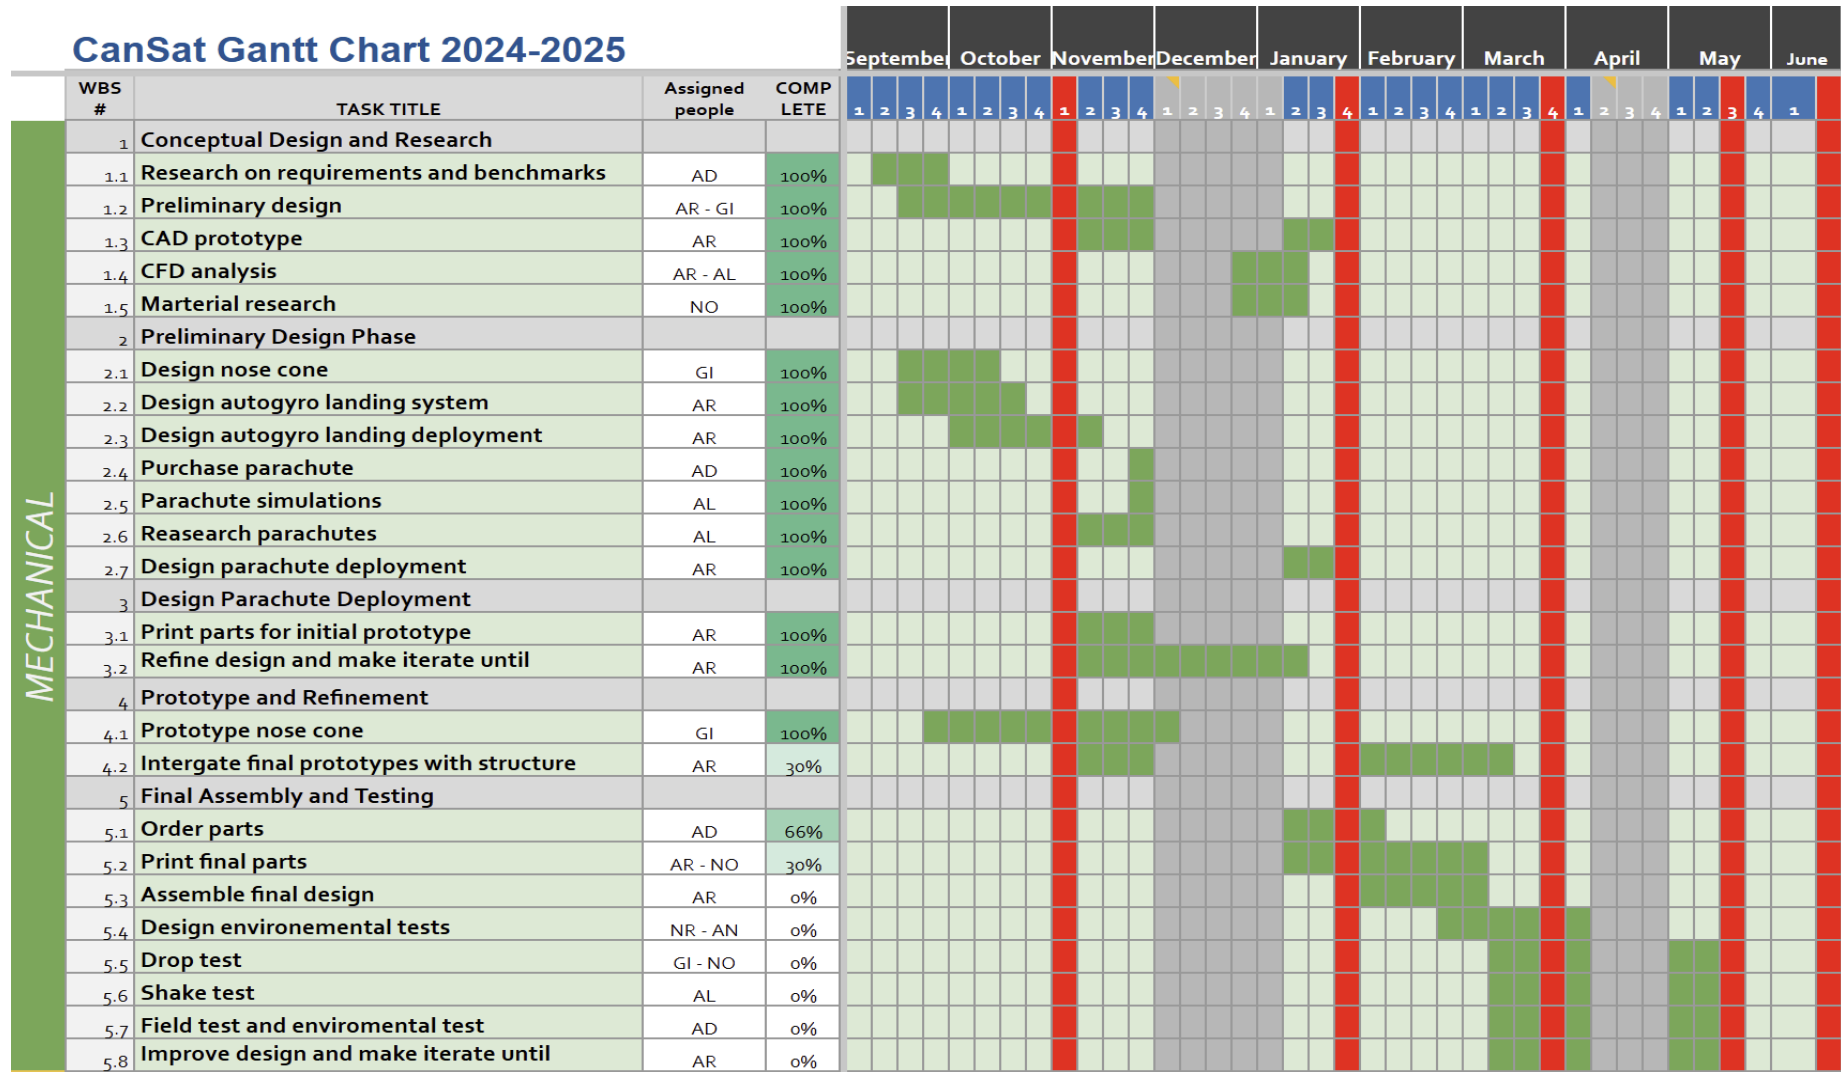 CanSat Gantt Chart 2024-2025
September October November December January February March April May June
WBS # TASK TITLE Assigned people COMP LETE 1 2 3 4 1 2 3 4 1 2 3 4 1 2 3 4 1 2 3 4 1 2 3 4 1 2 3 4 1 2 3 4 1 2 3 4 1
MECHANICAL
1 Conceptual Design and Research
1.1 Research on requirements and benchmarks AD 100%
1.2 Preliminary design AR - GI 100%
1.3 CAD prototype AR 100%
1.4 CFD analysis AR - AL 100%
1.5 Marterial research NO 100%
2 Preliminary Design Phase
2.1 Design nose cone GI 100%
2.2 Design autogyro landing system AR 100%
2.3 Design autogyro landing deployment AR 100%
2.4 Purchase parachute AD 100%
2.5 Parachute simulations AL 100%
2.6 Reasearch parachutes AL 100%
2.7 Design parachute deployment AR 100%
3 Design Parachute Deployment
3.1 Print parts for initial prototype AR 100%
3.2 Refine design and make iterate until AR 100%
4 Prototype and Refinement
4.1 Prototype nose cone GI 100%
4.2 Intergate final prototypes with structure AR 30%
5 Final Assembly and Testing
5.1 Order parts AD 66%
5.2 Print final parts AR - NO 30%
5.3 Assemble final design AR 0%
5.4 Design environemental tests NR - AN 0%
5.5 Drop test GI - NO 0%
5.6 Shake test AL 0%
5.7 Field test and enviromental test AD 0%
5.8 Improve design and make iterate until AR 0%